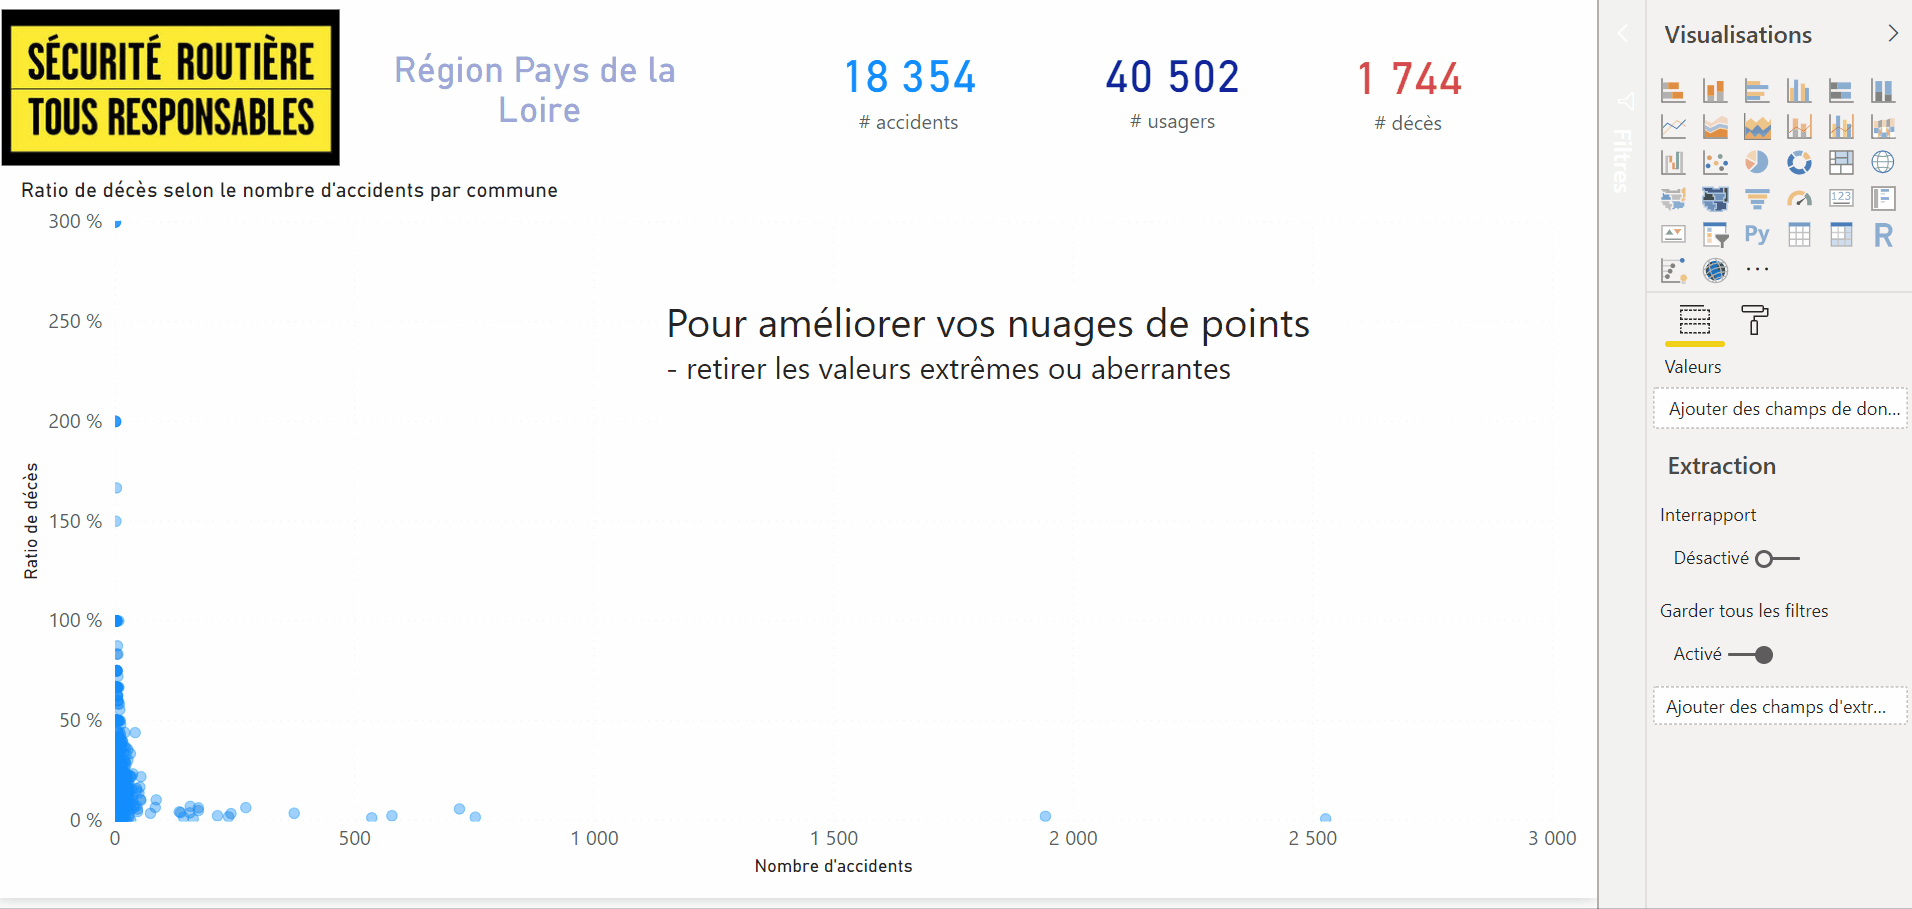 SÉCURITÉ ROUTIÈRE
TOUS RESPONSABLES
Région Pays de la
Loire
18 354
# accidents
40 502
# usagers
1 744
# décès
Ratio de décès selon le nombre d'accidents par commune
300 %
250 %
200 %
150 %
100 %
50 %
0 %
Ratio de décès
Pour améliorer vos nuages de points
- retirer les valeurs extrêmes ou aberrantes
0
500
1 000
1 500
2 000
2 500
3 000
Nombre d'accidents
Filtres
Visualisations
123
Py
R
...
Valeurs
Ajouter des champs de don...
Extraction
Interrapport
Désactivé
Garder tous les filtres
Activé
Ajouter des champs d'extr...